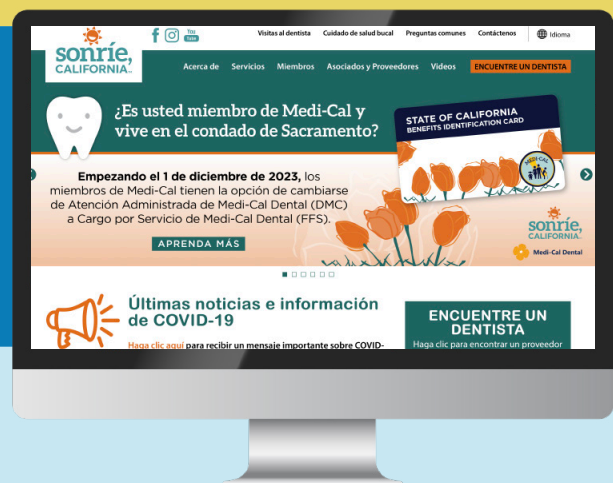 sonríe,
CALIFORNIA
You
Tube
Visitas al dentista Cuidado de salud bucal Preguntas comunes Contáctenos Idioma
Acerca de Servicios Miembros Asociados y Proveedores Videos ENCUENTRE UN DENTISTA
¿Es usted miembro de Medi-Cal y
vive en el condado de Sacramento?
Empezando el 1 de diciembre de 2023, los
miembros de Medi-Cal tienen la opción de cambiarse
de Atención Administrada de Medi-Cal Dental (DMC)
a Cargo por Servicio de Medi-Cal Dental (FFS).
APRENDA MÁS
STATE OF CALIFORNIA
BENEFITS IDENTIFICATION CARD
MEDI-CAL
sonríe,
CALIFORNIA
Medi-Cal Dental
Últimas noticias e información
de COVID-19
Haga clic aquí para recibir un mensaje importante sobre COVID-
ENCUENTRE UN
DENTISTA
Haga clic para encontrar un proveedor